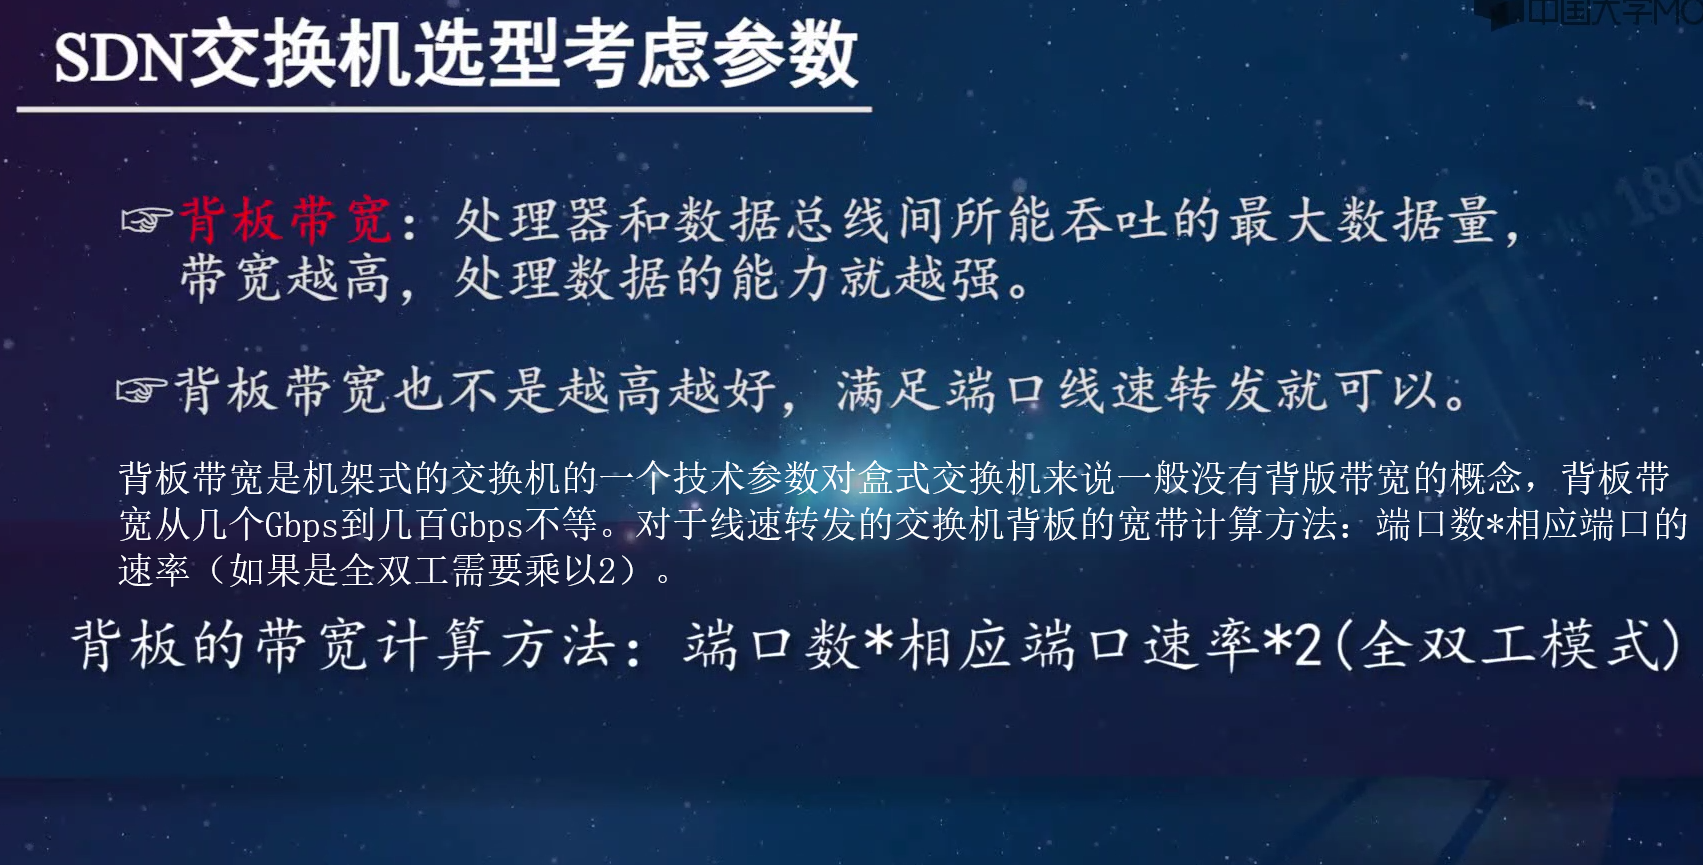 中国大学MO
SDN交换机选型考虑参数
180
☞背板带宽：处理器和数据总线间所能吞吐的最大数据量，
带宽越高，处理数据的能力就越强。
☞背板带宽也不是越高越好，满足端口线速转发就可以。
背板带宽是机架式的交换机的一个技术参数对盒式交换机来说一般没有背版带宽的概念，背板带
宽从几个Gbps到几百Gbps不等。对于线速转发的交换机背板的宽带计算方法：端口数*相应端口的
速率（如果是全双工需要乘以2）。
背板的带宽计算方法：端口数*相应端口速率*2(全双工模式)